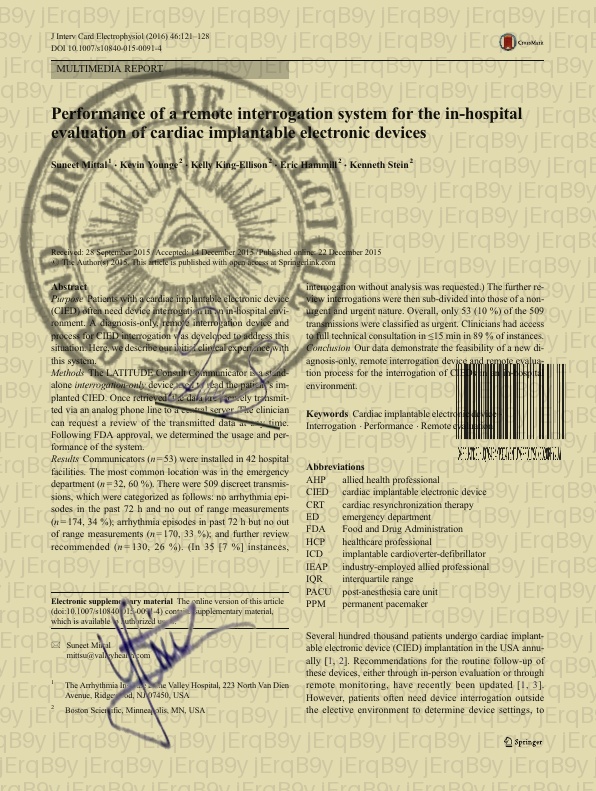 J Interv Card Electrophysiol (2016) 46:121–128
DOI 10.1007/s10840-015-0091-4
CrossMark
MULTIMEDIA REPORT
Performance of a remote interrogation system for the in-hospital
evaluation of cardiac implantable electronic devices
Suneet Mittal1 · Kevin Younge2 · Kelly King-Ellison2 · Eric Hammill2 · Kenneth Stein2
Received: 28 September 2015 / Accepted: 14 December 2015 / Published online: 22 December 2015
© The Author(s) 2015. This article is published with open access at Springerlink.com
Abstract
Purpose Patients with a cardiac implantable electronic device
(CIED) often need device interrogation in an in-hospital envi-
ronment. A diagnosis-only, remote interrogation device and
process for CIED interrogation was developed to address this
situation. Here, we describe our initial clinical experience with
this system.
Methods The LATITUDE Consult Communicator is a stand-
alone interrogation-only device used to read the patient's im-
planted CIED. Once retrieved, the data are securely transmit-
ted via an analog phone line to a central server. The clinician
can request a review of the transmitted data at any time.
Following FDA approval, we determined the usage and per-
formance of the system.
Results Communicators (n=53) were installed in 42 hospital
facilities. The most common location was in the emergency
department (n=32, 60 %). There were 509 discreet transmis-
sions, which were categorized as follows: no arrhythmia epi-
sodes in the past 72 h and no out of range measurements
(n=174, 34 %); arrhythmia episodes in past 72 h but no out
of range measurements (n=170, 33 %); and further review
recommended (n=130, 26 %). (In 35 [7 %] instances,
Electronic supplementary material The online version of this article
(doi:10.1007/s10840-015-0091-4) contains supplementary material,
which is available to authorized users.
Suneet Mittal
mittsu@valleyhealth.com
1 The Arrhythmia Institute at the Valley Hospital, 223 North Van Dien
Avenue, Ridgewood, NJ 07450, USA
2 Boston Scientific, Minneapolis, MN, USA
interrogation without analysis was requested.) The further re-
view interrogations were then sub-divided into those of a non-
urgent and urgent nature. Overall, only 53 (10 %) of the 509
transmissions were classified as urgent. Clinicians had access
to full technical consultation in ≤15 min in 89 % of instances.
Conclusion Our data demonstrate the feasibility of a new di-
agnosis-only, remote interrogation device and remote evalua-
tion process for the interrogation of CIEDs in an in-hospital
environment.
Keywords Cardiac implantable electronic device ·
Interrogation · Performance · Remote evaluation
Abbreviations
AHP allied health professional
CIED cardiac implantable electronic device
CRT cardiac resynchronization therapy
ED emergency department
FDA Food and Drug Administration
HCP healthcare professional
ICD implantable cardioverter-defibrillator
IEAP industry-employed allied professional
IQR interquartile range
PACU post-anesthesia care unit
PPM permanent pacemaker
Several hundred thousand patients undergo cardiac implant-
able electronic device (CIED) implantation in the USA annu-
ally [1, 2]. Recommendations for the routine follow-up of
these devices, either through in-person evaluation or through
remote monitoring, have recently been updated [1, 3].
However, patients often need device interrogation outside
the elective environment to determine device settings, to
Springer
JErqB9y